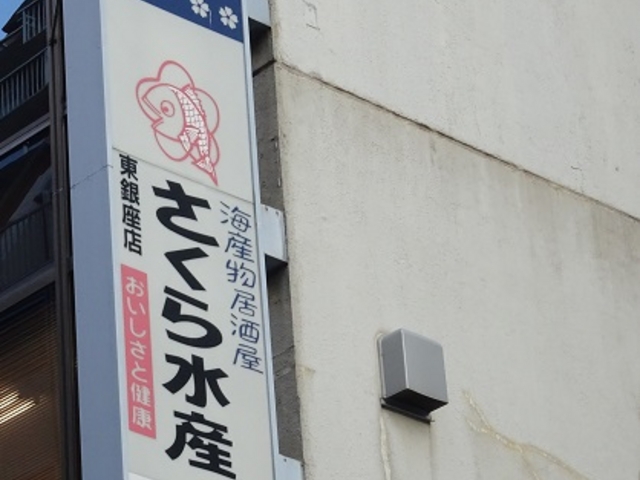 海産物居酒屋
さくら水産
東銀座店
おいしさと健康